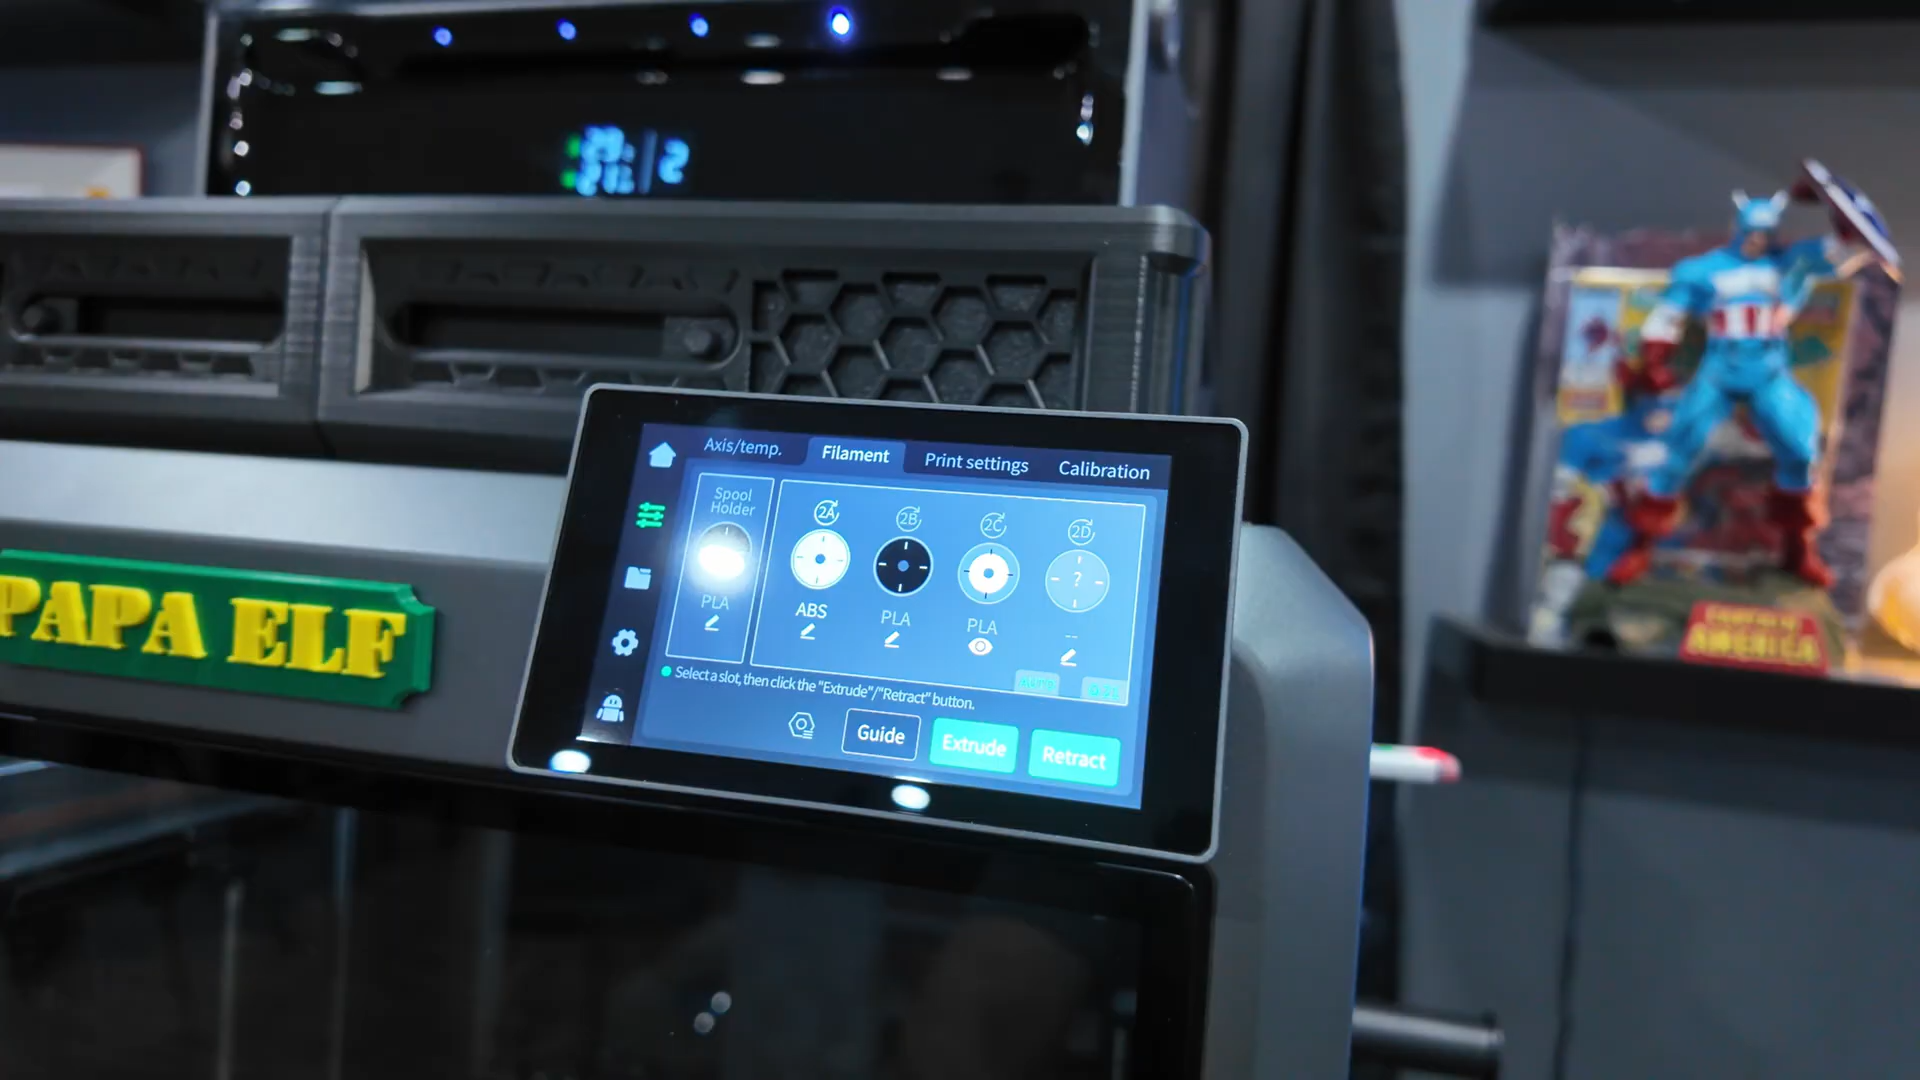 2
PAPA ELF
Axis/temp.
Filament
Print settings
Calibration
Spool
Holder
PLA
2A
ABS
2B
PLA
2C
PLA
2D
?
--
Select a slot, then click the "Extrude"/"Retract" button.
Guide
Extrude
Retract
CAPTAIN
AMERICA